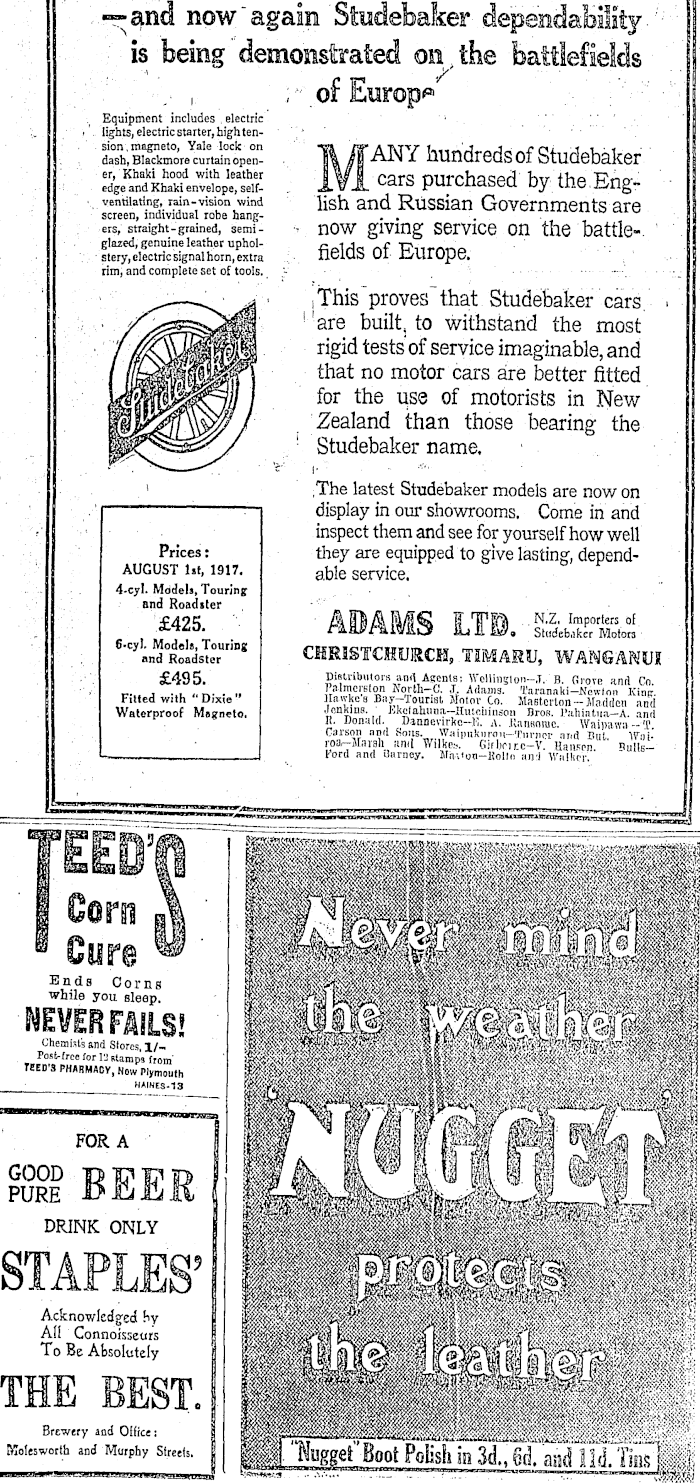 —and now again Studebaker dependability
is being demonstrated on the battlefields
of Europe
Equipment includes electric
lights, electric starter, high ten-
sion magneto, Yale lock on
dash, Blackmore curtain open-
er, Khaki hood with leather
edge and Khaki envelope, self-
ventilating, rain-vision wind
screen, individual robe hang-
ers, straight-grained, semi-
glazed, genuine leather uphol-
stery, electric signal horn, extra
rim, and complete set of tools.
Studebaker
Prices:
AUGUST 1st, 1917.
4-cyl. Models, Touring
and Roadster
£425.
6-cyl. Models, Touring
and Roadster
£495.
Fitted with "Dixie"
Waterproof Magneto.
MANY hundreds of Studebaker
cars purchased by the Eng-
lish and Russian Governments are
now giving service on the battle-
fields of Europe.
This proves that Studebaker cars
are built to withstand the most
rigid tests of service imaginable, and
that no motor cars are better fitted
for the use of motorists in New
Zealand than those bearing the
Studebaker name.
The latest Studebaker models are now on
display in our showrooms. Come in and
inspect them and see for yourself how well
they are equipped to give lasting, depend-
able service.
ADAMS LTD. N.Z. Importers of
Studebaker Motors
CHRISTCHURCH, TIMARU, WANGANUI
Distributors and Agents: Wellington—J. B. Grove and Co.
Palmerston North—C. J. Adams. Taranaki—Newton King.
Hawke's Bay—Tourist Motor Co. Masterton—Madden and
Jenkins. Eketahuna—Hutchinson Bros. Pahiatua—A. and
R. Donald. Dannevirke—E. A. Ransome. Waipawa—T.
Carson and Sons. Waipukurau—Turner and But. Wai-
roa—Marsh and Wilkes. Gisborne—V. Hansen. Bulls—
Ford and Barney. Marton—Rolls and Walker.
TEED'S
Corn
Cure
Ends Corns
while you sleep.
NEVER FAILS!
Chemists and Stores, 1/-
Post-free for 12 stamps from
TEED'S PHARMACY, New Plymouth
HAINES-13
FOR A
GOOD PURE BEER
DRINK ONLY
STAPLES'
Acknowledged by
All Connoisseurs
To Be Absolutely
THE BEST.
Brewery and Office:
Molesworth and Murphy Streets.
Never mind
the weather
"NUGGET"
protects
the leather
"Nugget" Boot Polish in 3d., 6d. and 11d. Tins